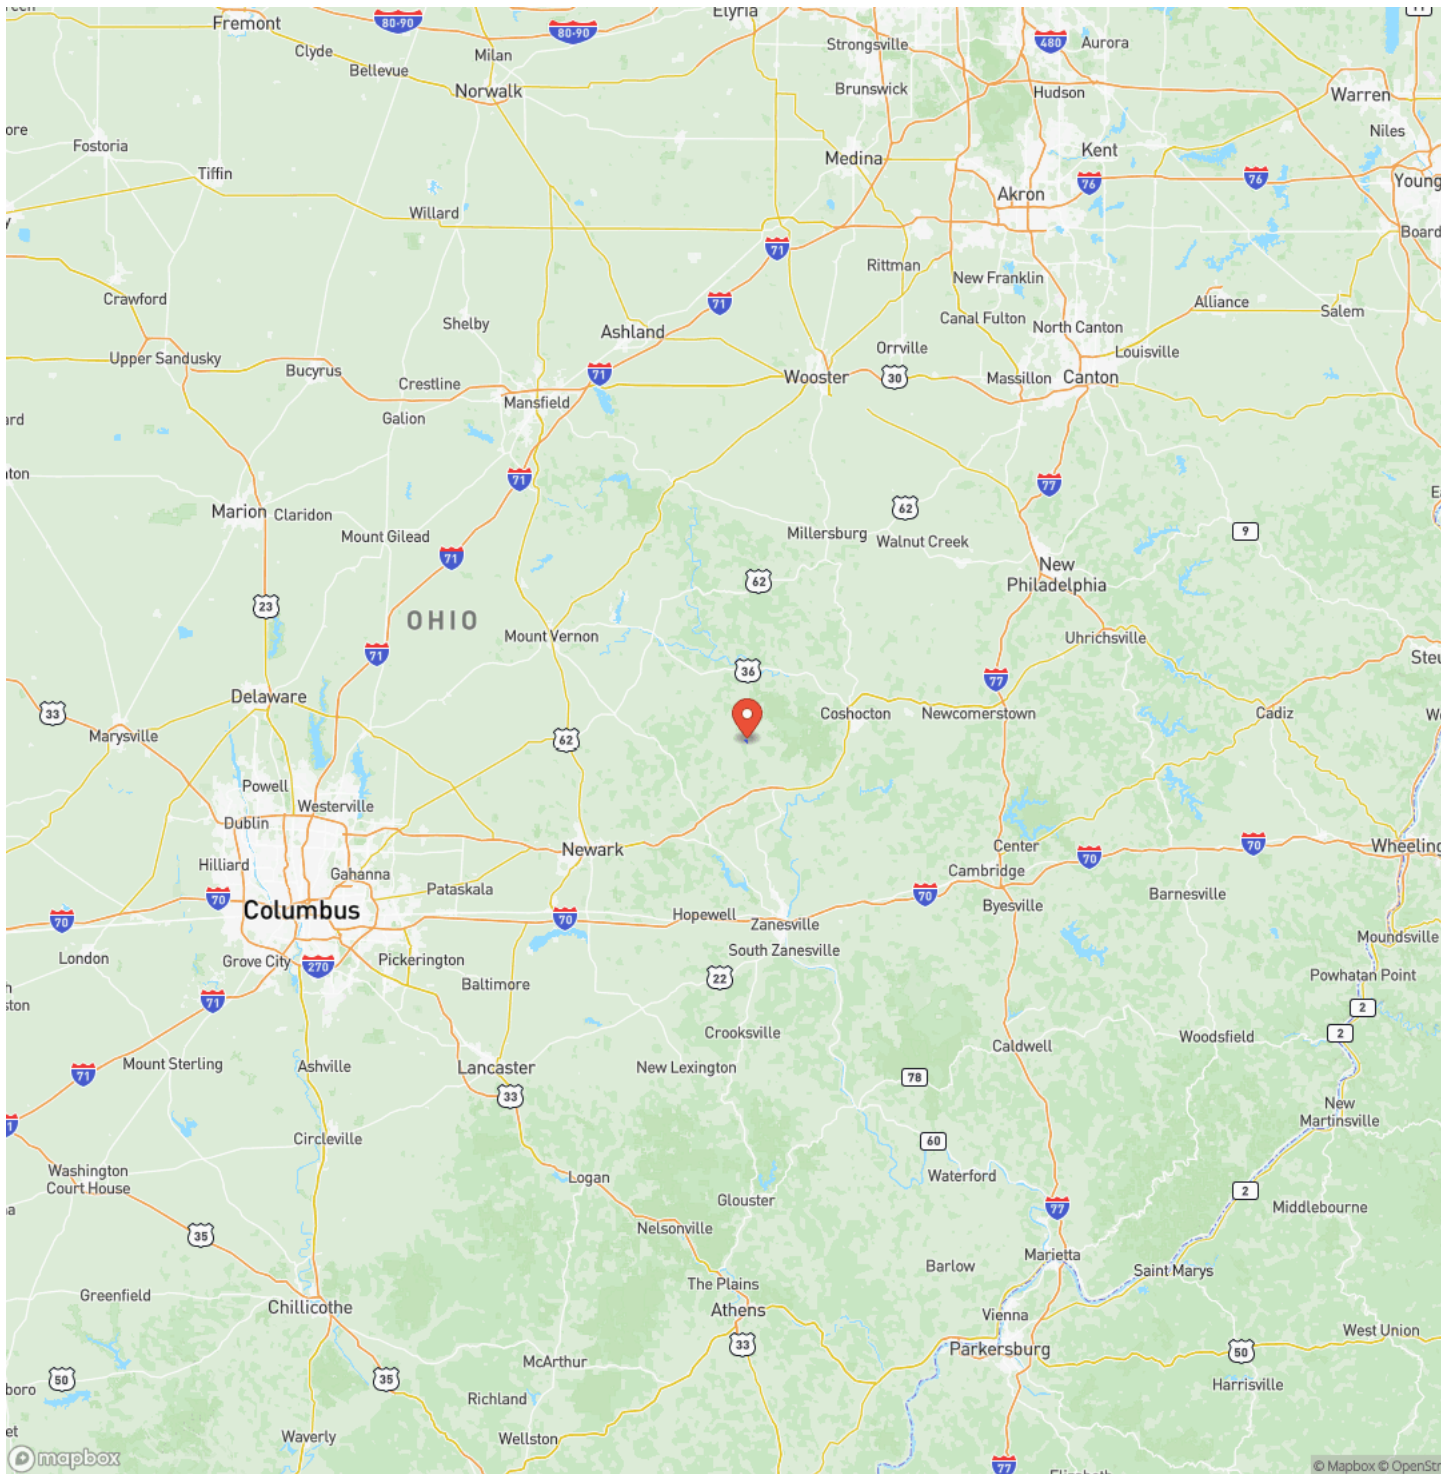 Fremont
80-90
Elyria
80-90
Clyde
Milan
Strongsville
480
Aurora
Bellevue
Norwalk
Brunswick
Hudson
Warren
Niles
Fostoria
Tiffin
Medina
Kent
76
76
Young
Akron
Willard
71
Board
Rittman
New Franklin
Crawford
71
Shelby
Ashland
Canal Fulton
North Canton
Alliance
Salem
Upper Sandusky
Bucyrus
Crestline
71
Orrville
Louisville
Wooster
30
Massillon
Canton
Mansfield
Galion
71
77
Marion
Claridon
62
Mount Gilead
Millersburg
Walnut Creek
9
71
62
New
Philadelphia
23
OHIO
Mount Vernon
Uhrichsville
71
36
77
Steu
Delaware
33
Coshocton
Newcomerstown
Cadiz
Marysville
62
Powell
Westerville
Dublin
Newark
Center
70
70
Wheeling
Hilliard
Gahanna
Pataskala
Cambridge
Barnesville
70
Columbus
70
70
Hopewell
Zanesville
70
Byesville
London
Grove City
270
Pickerington
South Zanesville
Moundsville
Baltimore
22
Powhatan Point
71
2
Crooksville
Woodsfield
2
Caldwell
Mount Sterling
Ashville
Lancaster
New Lexington
71
33
78
New
Martinsville
Circleville
60
Washington
Court House
Logan
Waterford
2
Glouster
77
Middlebourne
35
Nelsonville
Marietta
Barlow
Saint Marys
The Plains
Greenfield
Chillicothe
Athens
Vienna
West Union
33
Parkersburg
50
McArthur
50
35
Richland
Harrisville
boro
Waverly
Wellston
77
mapbox
© Mapbox © OpenStr